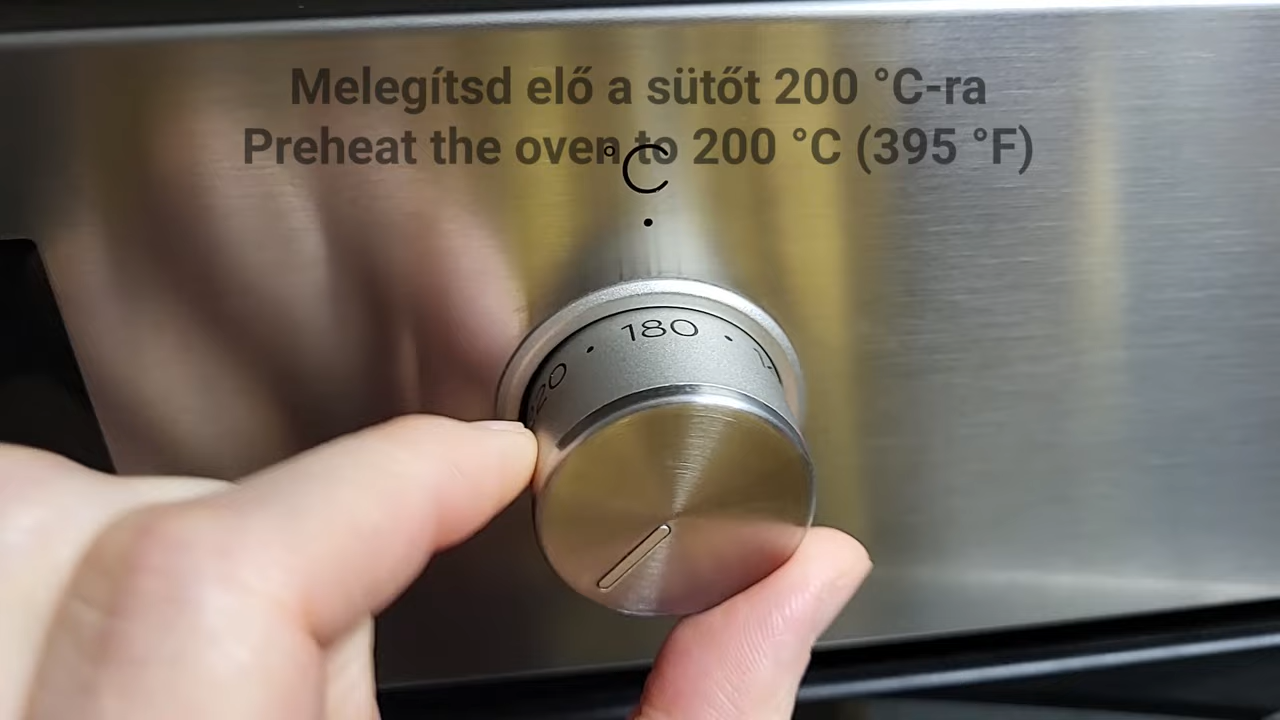 Melegítsd elő a sütőt 200 °C-ra
Preheat the oven to 200 °C (395 °F)
°C
180